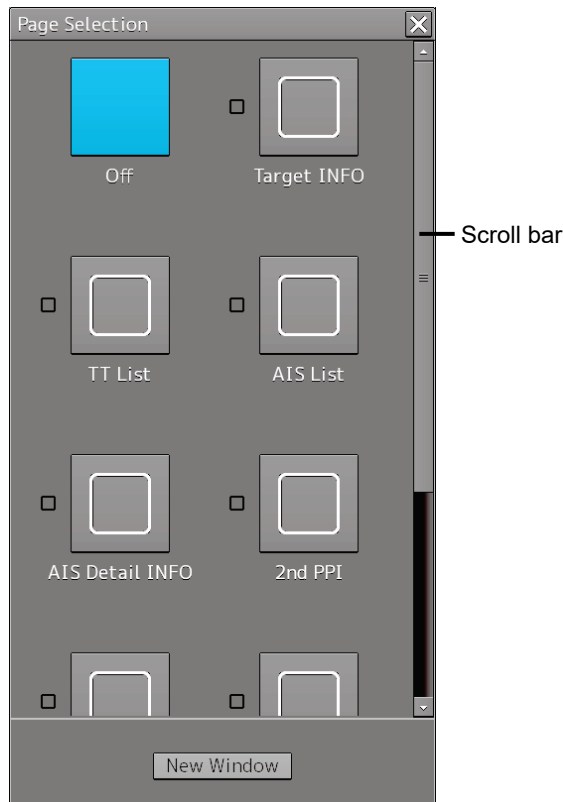 Page Selection
Off
Target INFO
Scroll bar
TT List
AIS List
AIS Detail INFO
2nd PPI
New Window